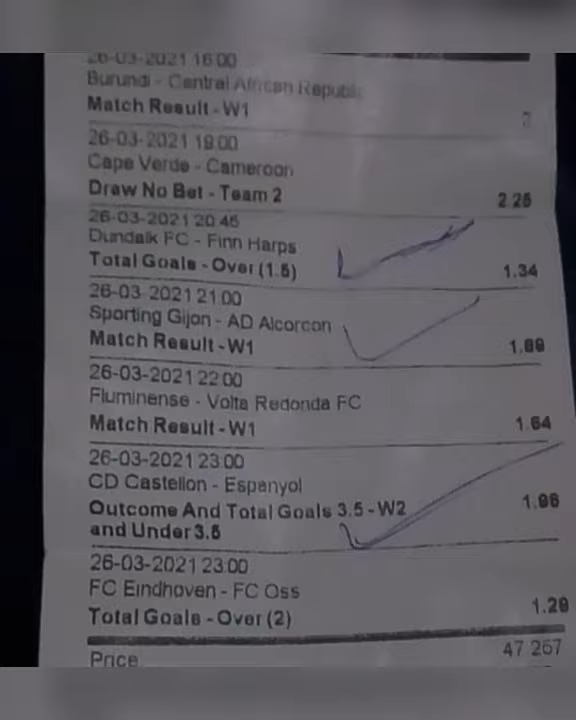 26-03-2021 16:00
Burundi - Central African Republic
Match Result - W1
2
26-03-2021 19:00
Cape Verde - Cameroon
Draw No Bet - Team 2
2.25
26-03-2021 20:45
Dundalk FC - Finn Harps
Total Goals - Over (1.5)
1.34
26-03-2021 21:00
Sporting Gijon - AD Alcorcon
Match Result - W1
26-03-2021 22:00
Fluminense - Volta Redonda FC
Match Result - W1
1.64
26-03-2021 23:00
CD Castellon - Espanyol
Outcome And Total Goals 3.5 - W2
and Under 3.5
26-03-2021 23:00
FC Eindhoven - FC Oss
Total Goals - Over (2)
Price
47.267